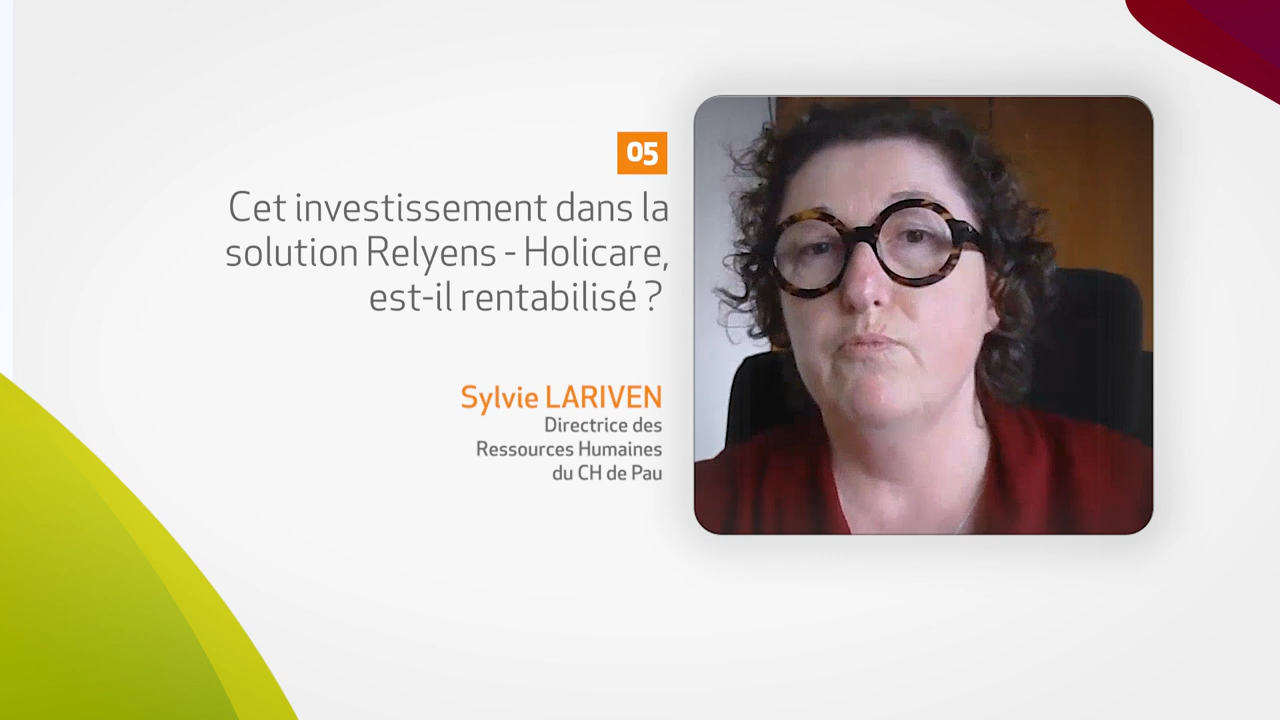 05
Cet investissement dans la
solution Relyens - Holicare,
est-il rentabilisé ?
Sylvie LARIVEN
Directrice des
Ressources Humaines
du CH de Pau